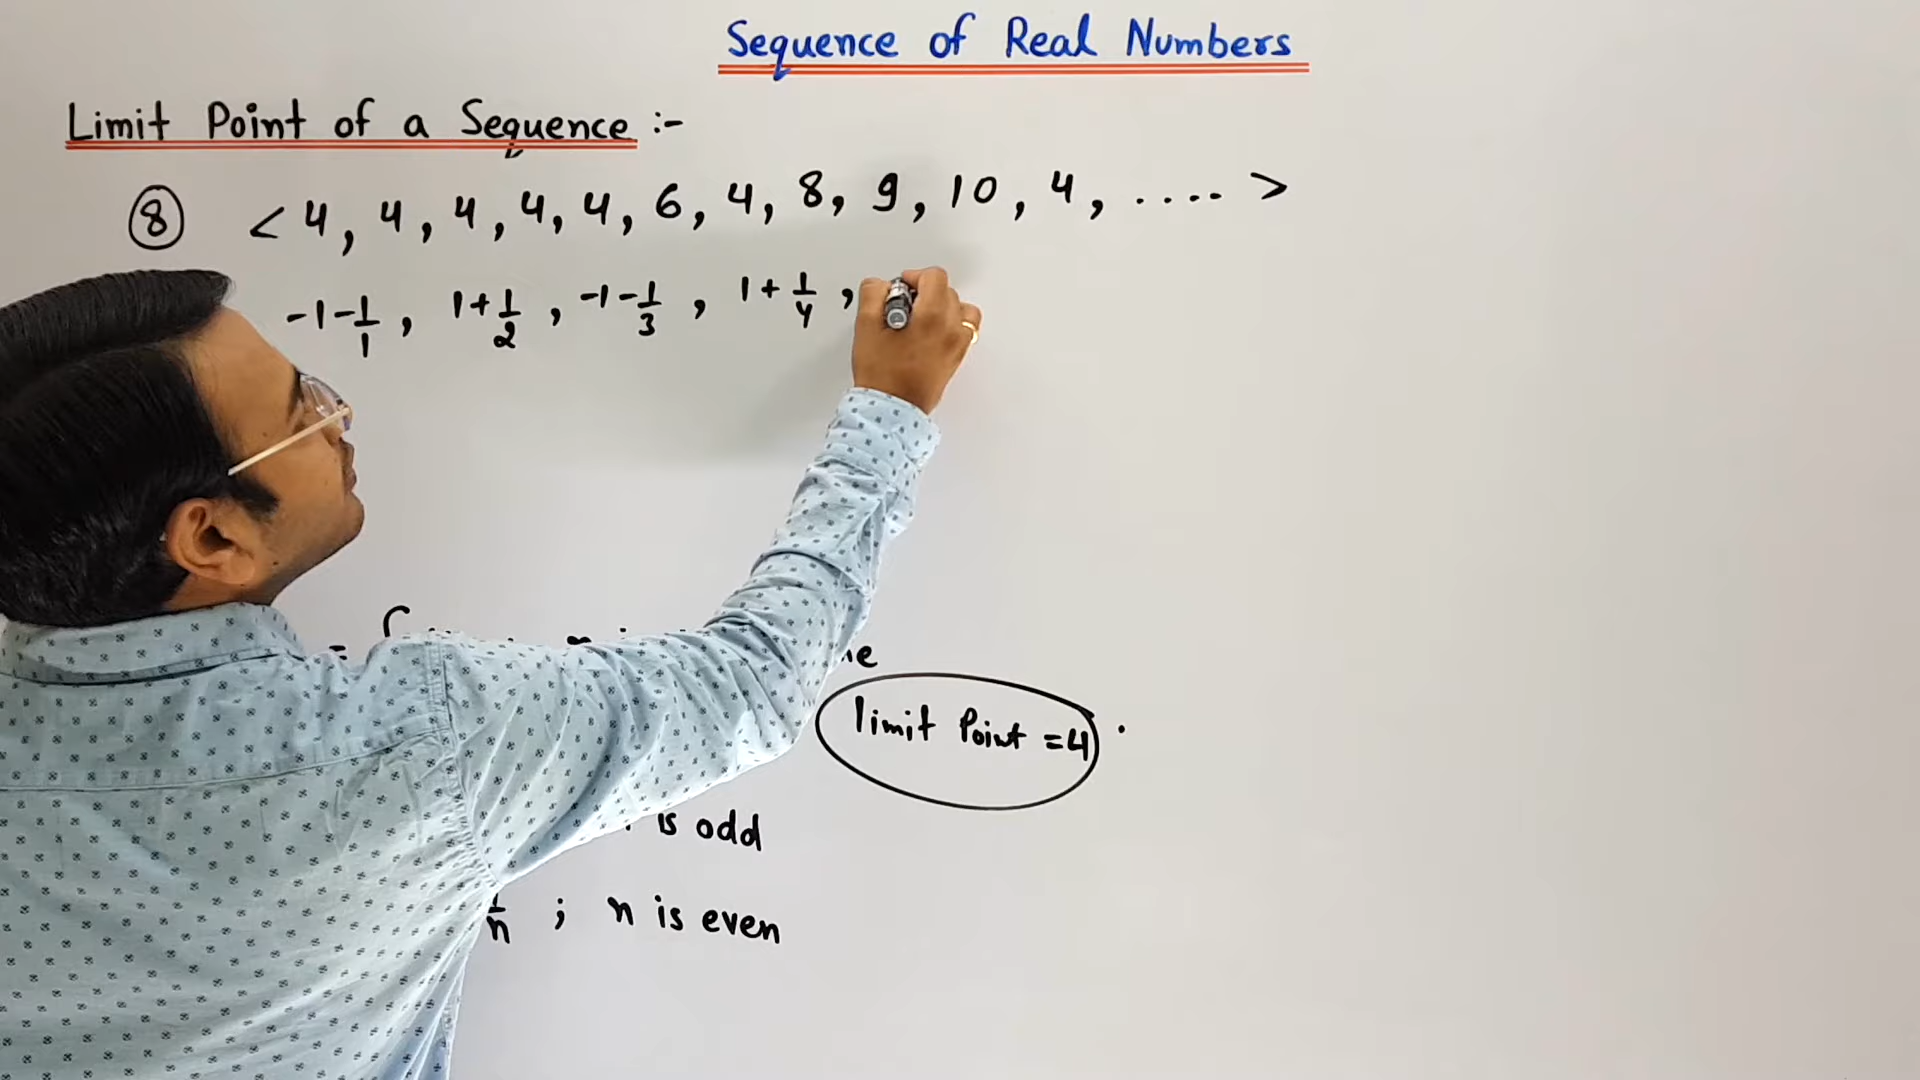 Sequence of Real Numbers
Limit Point of a Sequence :-
⑧ < 4, 4, 4, 4, 4, 6, 4, 8, 9, 10, 4, .... >
-1-1/1, 1+1/2, -1-1/3, 1+1/4,
=
limit Point = 4 .
is odd
n ; n is even